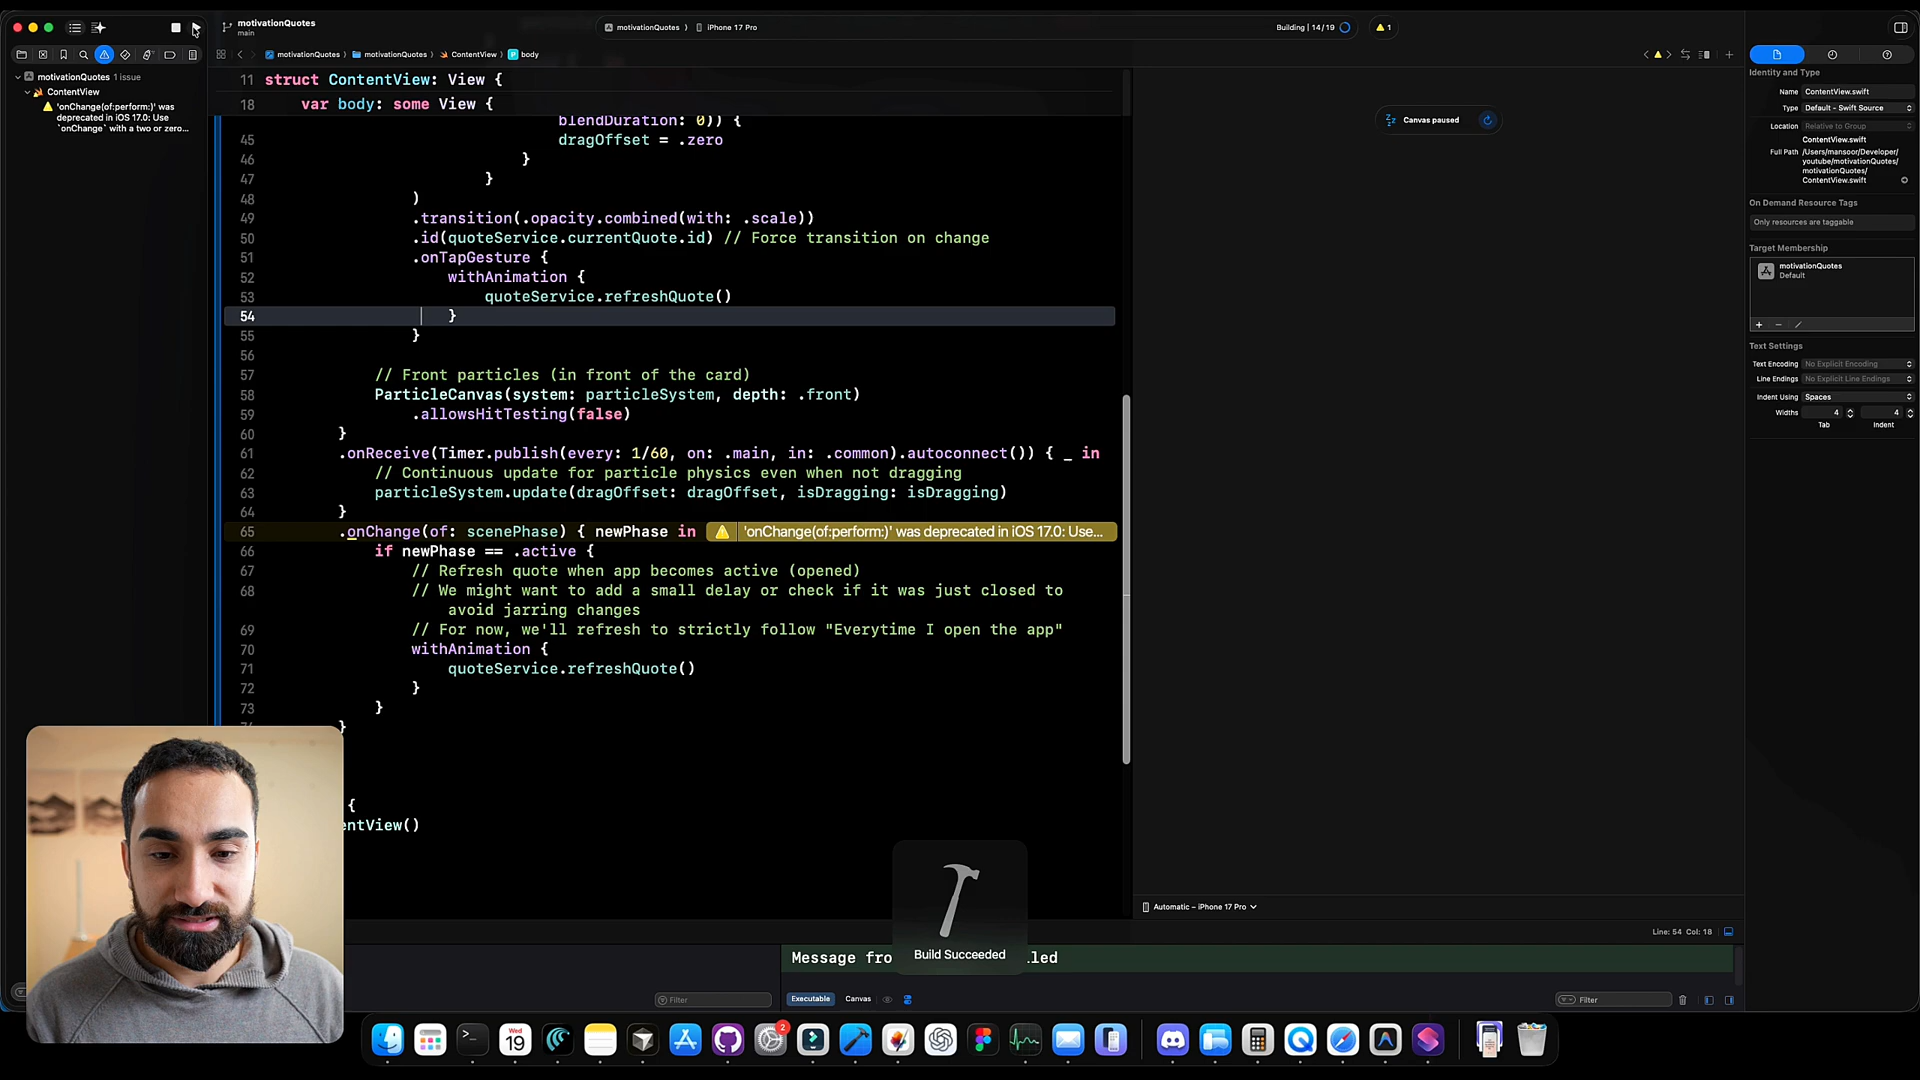 motivationQuotes
main
motivationQuotes 〉 iPhone 17 Pro
Building | 14/19
1
motivationQuotes 〉 motivationQuotes 〉 ContentView 〉 P body
motivationQuotes 1 issue
ContentView
'onChange(of:perform:)' was
deprecated in iOS 17.0: Use
`onChange` with a two or zero...
11 struct ContentView: View {
18 var body: some View {
blendDuration: 0)) {
45 dragOffset = .zero
46 }
47 }
48 )
49 .transition(.opacity.combined(with: .scale))
50 .id(quoteService.currentQuote.id) // Force transition on change
51 .onTapGesture {
52 withAnimation {
53 quoteService.refreshQuote()
54 }
55 }
56
57 // Front particles (in front of the card)
58 ParticleCanvas(system: particleSystem, depth: .front)
59 .allowsHitTesting(false)
60 }
61 .onReceive(Timer.publish(every: 1/60, on: .main, in: .common).autoconnect()) { _ in
62 // Continuous update for particle physics even when not dragging
63 particleSystem.update(dragOffset: dragOffset, isDragging: isDragging)
64 }
65 .onChange(of: scenePhase) { newPhase in 'onChange(of:perform:)' was deprecated in iOS 17.0: Use...
66 if newPhase == .active {
67 // Refresh quote when app becomes active (opened)
68 // We might want to add a small delay or check if it was just closed to
avoid jarring changes
69 // For now, we'll refresh to strictly follow "Everytime I open the app"
70 withAnimation {
71 quoteService.refreshQuote()
72 }
73 }
}
{
entView()
Canvas paused
Automatic – iPhone 17 Pro
Line: 54 Col: 18
Build Succeeded
Message fro
led
Filter
Executable
Canvas
Filter
Identity and Type
Name ContentView.swift
Type Default - Swift Source
Location Relative to Group
ContentView.swift
Full Path /Users/mansoor/Developer/
youtube/motivationQuotes/
motivationQuotes/
ContentView.swift
On Demand Resource Tags
Only resources are taggable
Target Membership
motivationQuotes
Default
Text Settings
Text Encoding No Explicit Encoding
Line Endings No Explicit Line Endings
Indent Using Spaces
Widths 4 4
Tab Indent
Wed
19
2